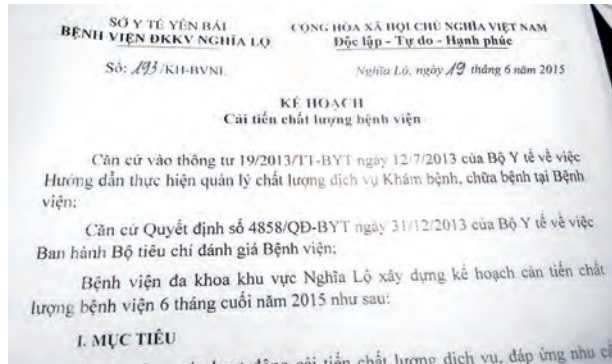 SỞ Y TẾ YÊN BÁI
BỆNH VIỆN ĐKKV NGHĨA LỘ
CỘNG HÒA XÃ HỘI CHỦ NGHĨA VIỆT NAM
Độc lập - Tự do - Hạnh phúc
Số: 193/KH-BVNL
Nghĩa Lộ, ngày 19 tháng 6 năm 2015
KẾ HOẠCH
Cải tiến chất lượng bệnh viện
Căn cứ vào thông tư 19/2013/TT-BYT ngày 12/7/2013 của Bộ Y tế về việc
Hướng dẫn thực hiện quản lý chất lượng dịch vụ Khám bệnh, chữa bệnh tại Bệnh
viện;
Căn cứ Quyết định số 4858/QĐ-BYT ngày 31/12/2013 của Bộ Y tế về việc
Ban hành Bộ tiêu chí đánh giá Bệnh viện;
Bệnh viện đa khoa khu vực Nghĩa Lộ xây dựng kế hoạch càn tiến chất
lượng bệnh viện 6 tháng cuối năm 2015 như sau:
I. MỤC TIÊU
động cải tiến chất lượng dịch vụ, đáp ứng nhu